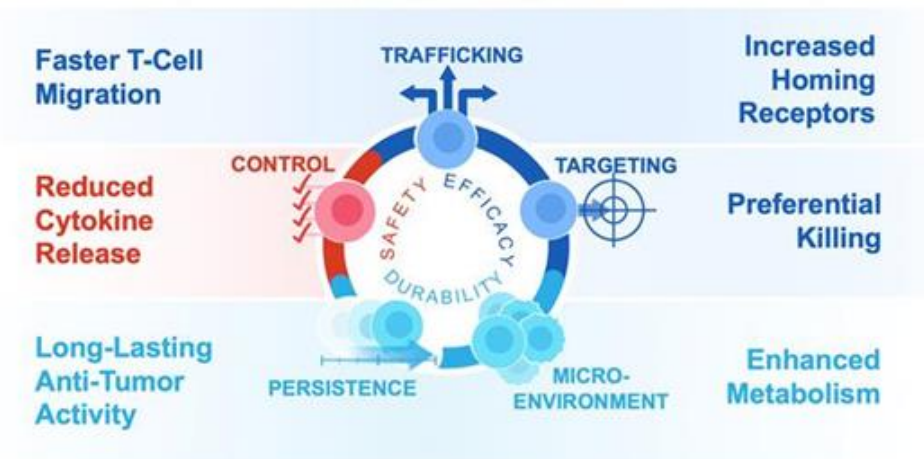 Faster T-Cell
Migration
TRAFFICKING
Increased
Homing
Receptors
CONTROL
TARGETING
Reduced
Cytokine
Release
SAFETY
EFFICACY
DURABILITY
Preferential
Killing
Long-Lasting
Anti-Tumor
Activity
PERSISTENCE
MICRO-
ENVIRONMENT
Enhanced
Metabolism